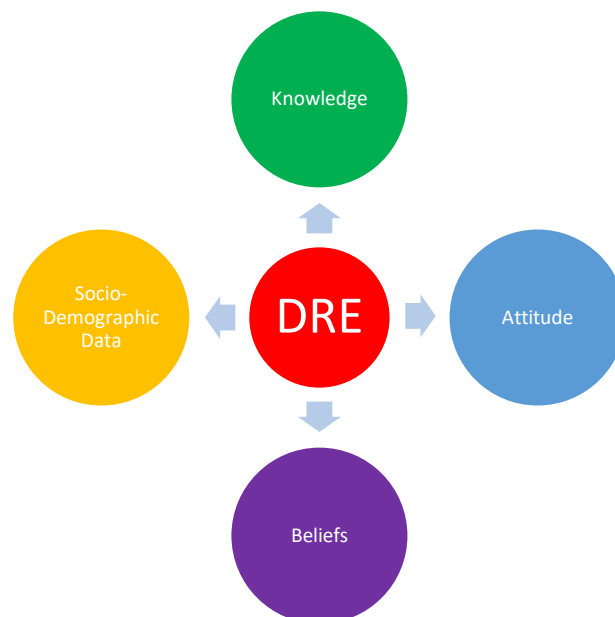 Knowledge
Socio-
Demographic
Data
DRE
Attitude
Beliefs